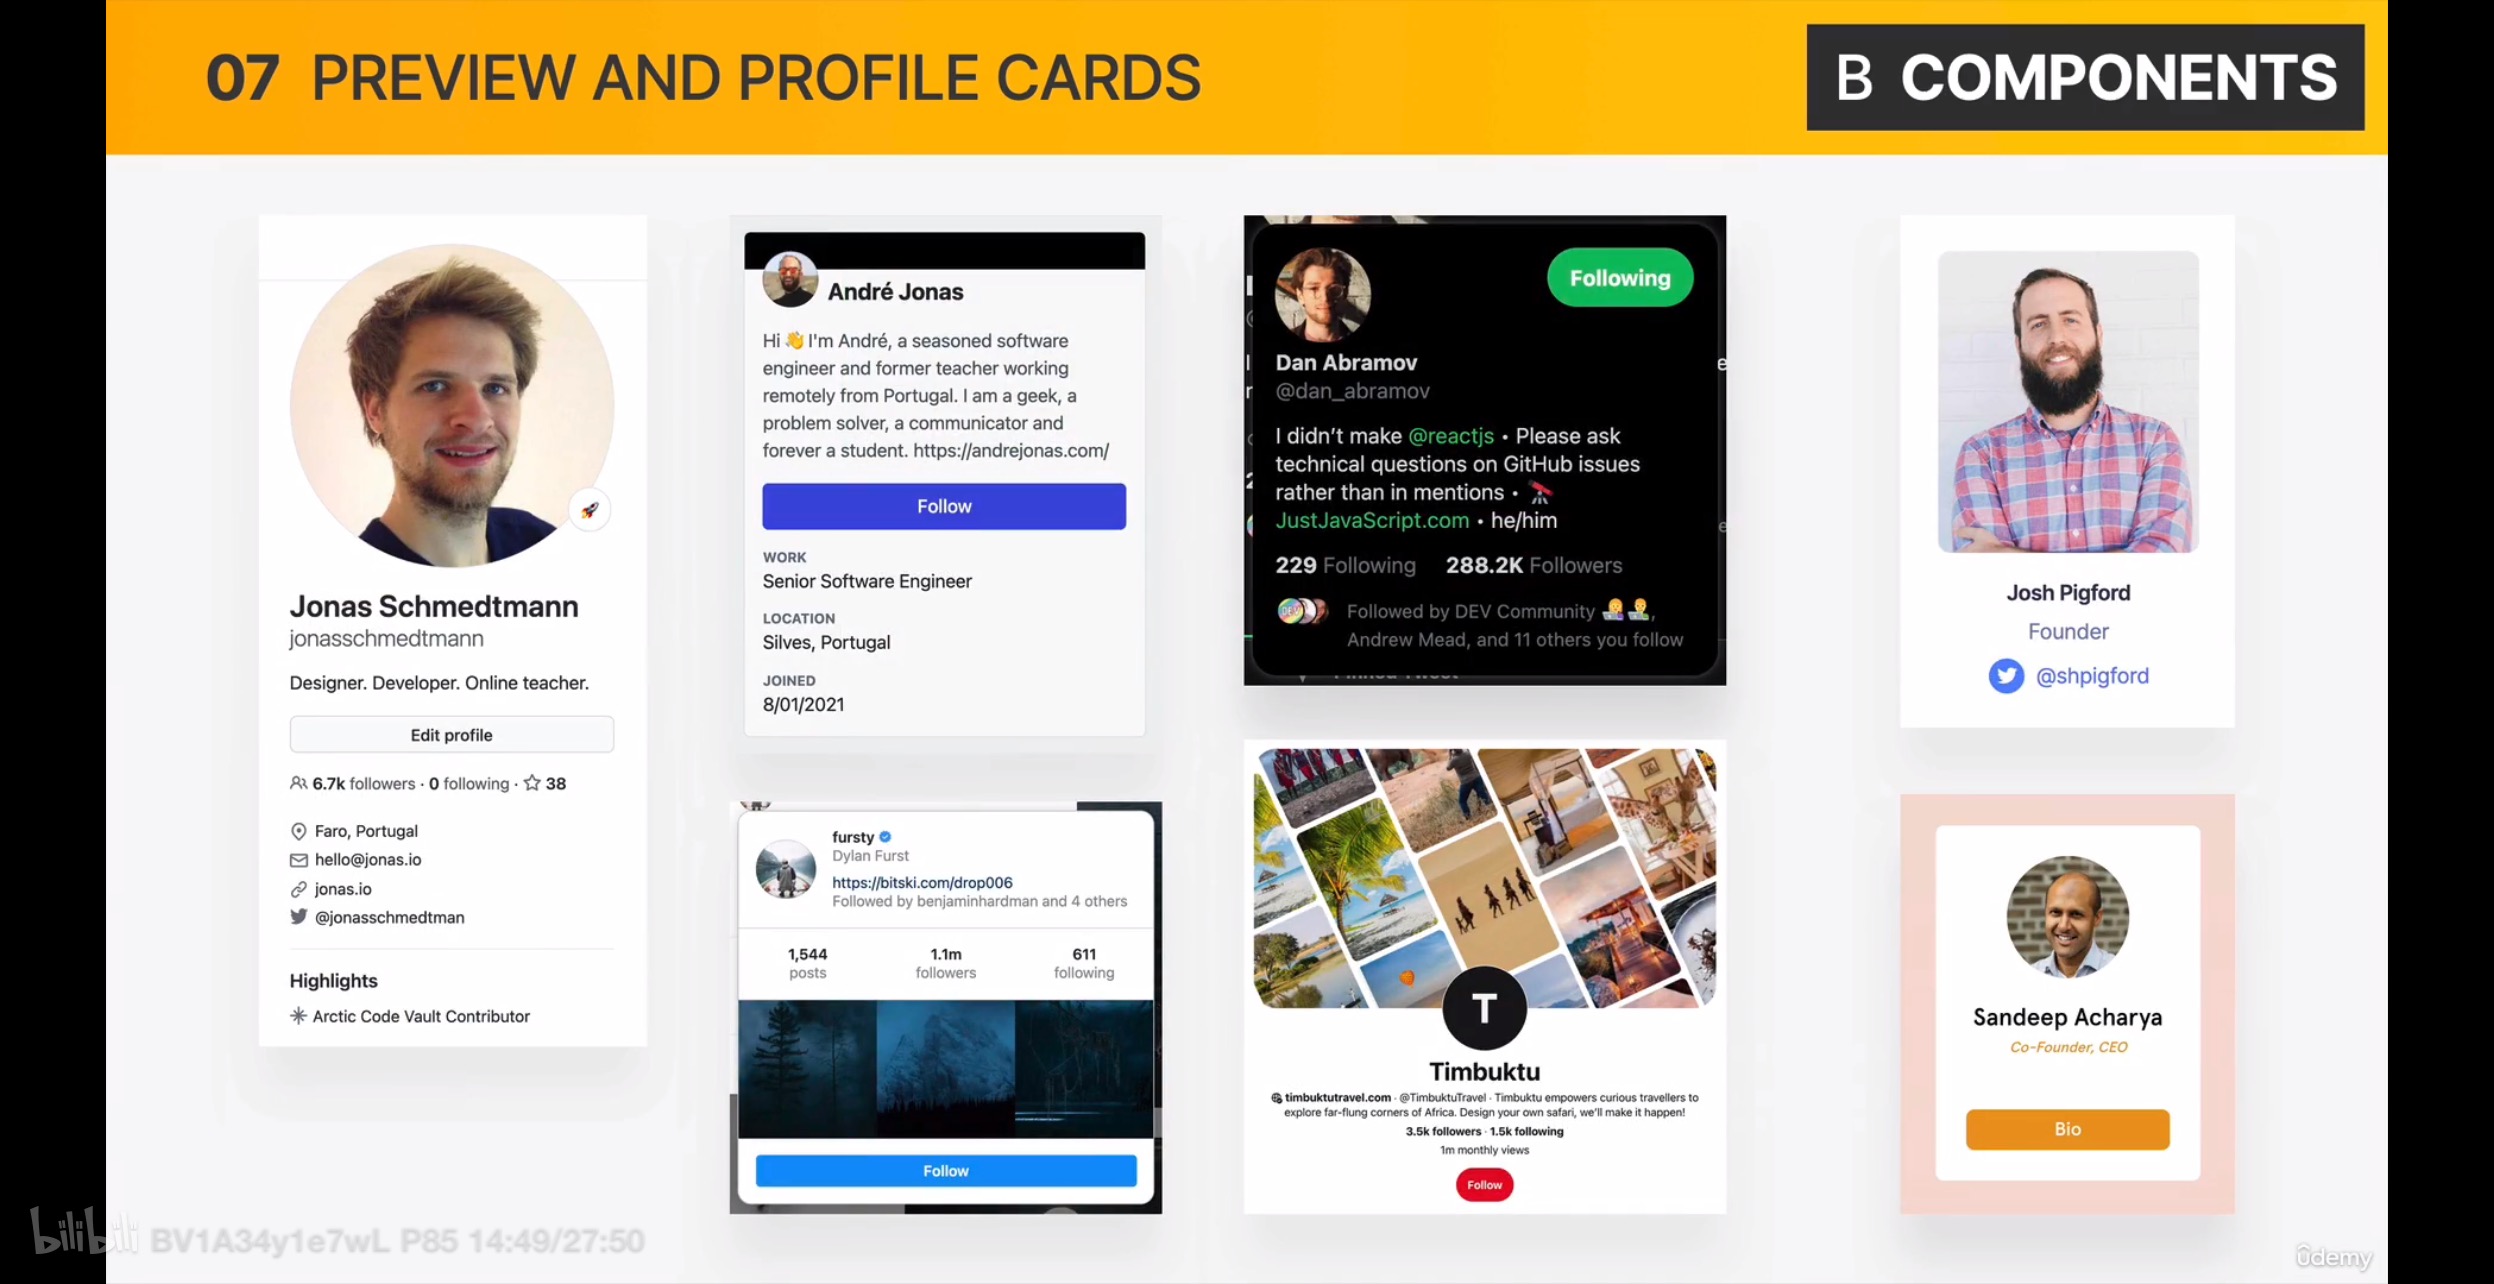 07 PREVIEW AND PROFILE CARDS
B COMPONENTS
Jonas Schmedtmann
jonasschmedtmann
Designer. Developer. Online teacher.
Edit profile
6.7k followers · 0 following · 38
Faro, Portugal
hello@jonas.io
jonas.io
@jonasschmedtman
Highlights
Arctic Code Vault Contributor
André Jonas
Hi 👋 I'm André, a seasoned software
engineer and former teacher working
remotely from Portugal. I am a geek, a
problem solver, a communicator and
forever a student. https://andrejonas.com/
Follow
WORK
Senior Software Engineer
LOCATION
Silves, Portugal
JOINED
8/01/2021
fursty
Dylan Furst
https://bitski.com/drop006
Followed by benjaminhardman and 4 others
1,544 1.1m 611
posts followers following
Follow
Following
Dan Abramov
@dan_abramov
I didn't make @reactjs • Please ask
technical questions on GitHub issues
rather than in mentions • 🔭
JustJavaScript.com • he/him
229 Following 288.2K Followers
DEV
Followed by DEV Community 👩‍💻👨‍💻,
Andrew Mead, and 11 others you follow
Pinned Tweet
T
Timbuktu
timbuktutravel.com · @TimbuktuTravel · Timbuktu empowers curious travellers to
explore far-flung corners of Africa. Design your own safari, we'll make it happen!
3.5k followers · 1.5k following
1m monthly views
Follow
Josh Pigford
Founder
@shpigford
Sandeep Acharya
Co-Founder, CEO
Bio
bilibili BV1A34y1e7wL P85 14:49/27:50
ûdemy